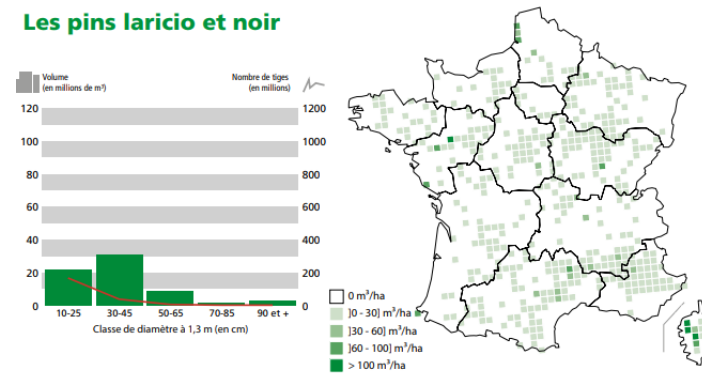 Les pins laricio et noir
Volume
(en millions de m³)
Nombre de tiges
(en millions)
120 1200
100 1000
80 800
60 600
40 400
20 200
0 0
10-25 30-45 50-65 70-85 90 et +
Classe de diamètre à 1,3 m (en cm)
0 m³/ha
]0 - 30] m³/ha
]30 - 60] m³/ha
]60 - 100] m³/ha
> 100 m³/ha